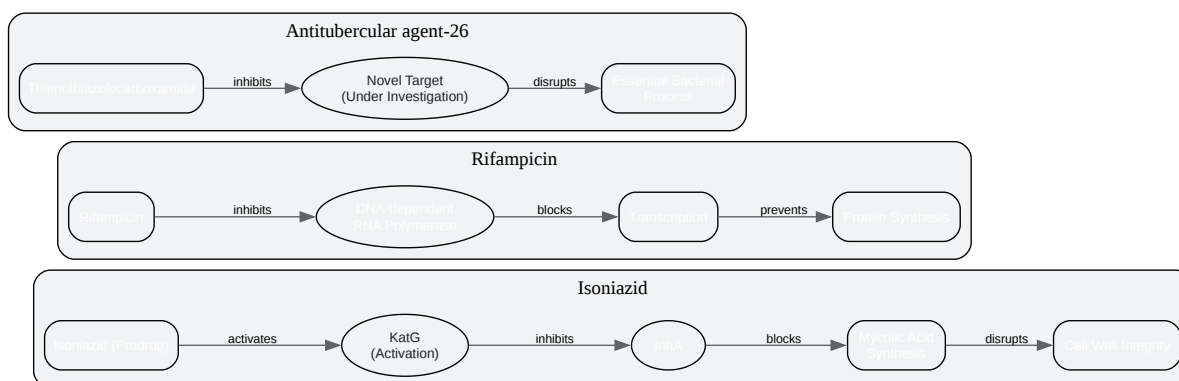 Antitubercular agent-26
Thienothiazolocarboxamide
inhibits
Novel Target
(Under Investigation)
disrupts
Essential Bacterial
Process
Rifampicin
Rifampicin
inhibits
DNA-dependent
RNA Polymerase
blocks
Transcription
prevents
Protein Synthesis
Isoniazid
Isoniazid (Prodrug)
activates
KatG
(Activation)
inhibits
InhA
blocks
Mycolic Acid
Synthesis
disrupts
Cell Wall Integrity